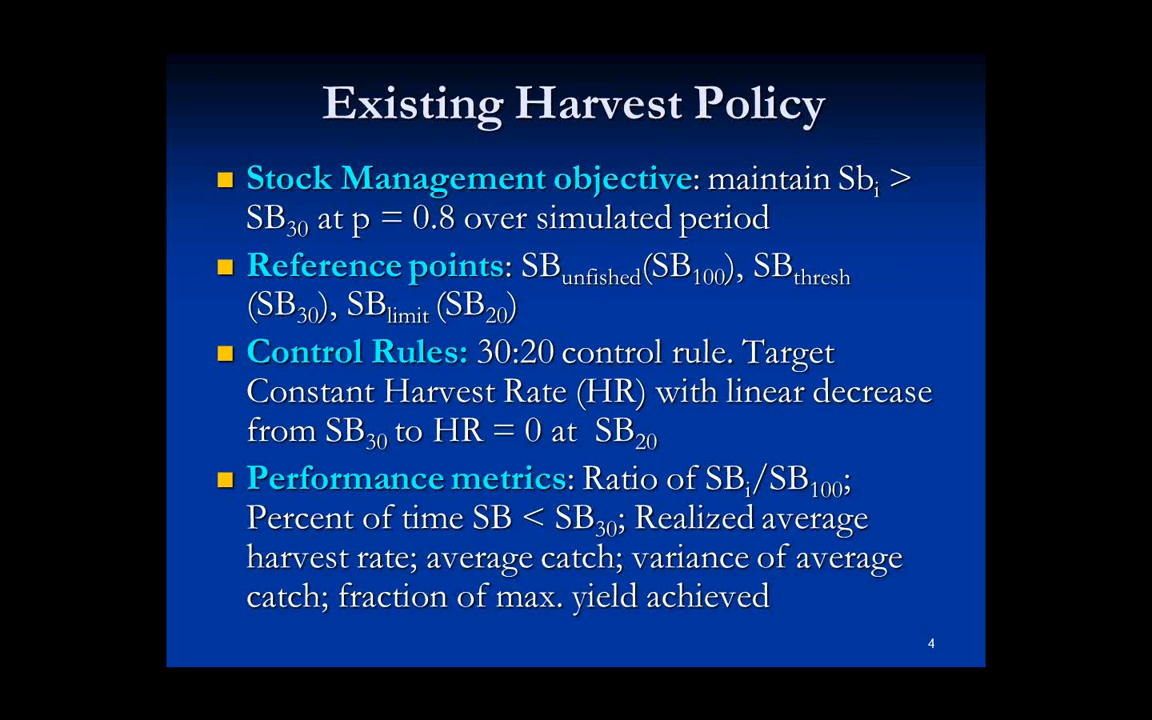 Existing Harvest Policy
Stock Management objective: maintain Sbi >
SB30 at p = 0.8 over simulated period
Reference points: SBunfished(SB100), SBthresh
(SB30), SBlimit (SB20)
Control Rules: 30:20 control rule. Target
Constant Harvest Rate (HR) with linear decrease
from SB30 to HR = 0 at SB20
Performance metrics: Ratio of SBi/SB100;
Percent of time SB < SB30; Realized average
harvest rate; average catch; variance of average
catch; fraction of max. yield achieved
4